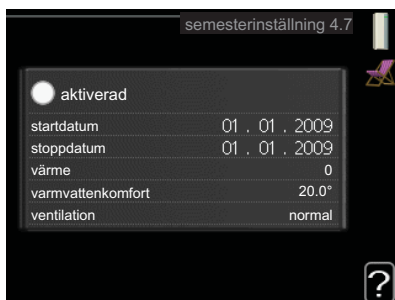 semesterinställning 4.7
aktiverad
startdatum 01 . 01 . 2009
stoppdatum 01 . 01 . 2009
värme 0
varmvattenkomfort 20.0°
ventilation normal
?